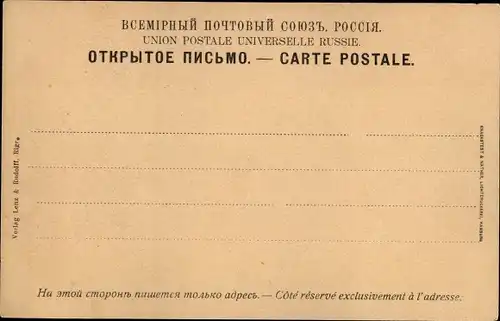 ВСЕМІРНЫЙ ПОЧТОВЫЙ СОЮЗЪ. РОССІЯ.
UNION POSTALE UNIVERSELLE RUSSIE.
ОТКРЫТОЕ ПИСЬМО. — CARTE POSTALE.
Verlag Lenz & Rudolff, Riga.
На этой сторонѣ пишется только адресъ. — Côté réservé exclusivement à l'adresse.